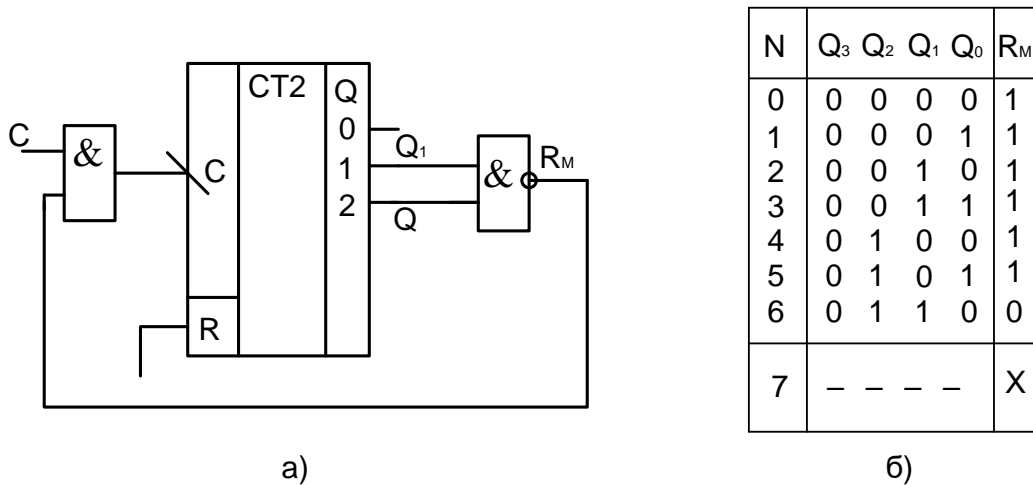 C
&
C
R
CT2
Q
0
1
2
Q₁
Q
&
Rм
а)
N Q₃ Q₂ Q₁ Q₀ Rм
0 0 0 0 0 1
1 0 0 0 1 1
2 0 0 1 0 1
3 0 0 1 1 1
4 0 1 0 0 1
5 0 1 0 1 1
6 0 1 1 0 0
7 – – – – X
б)